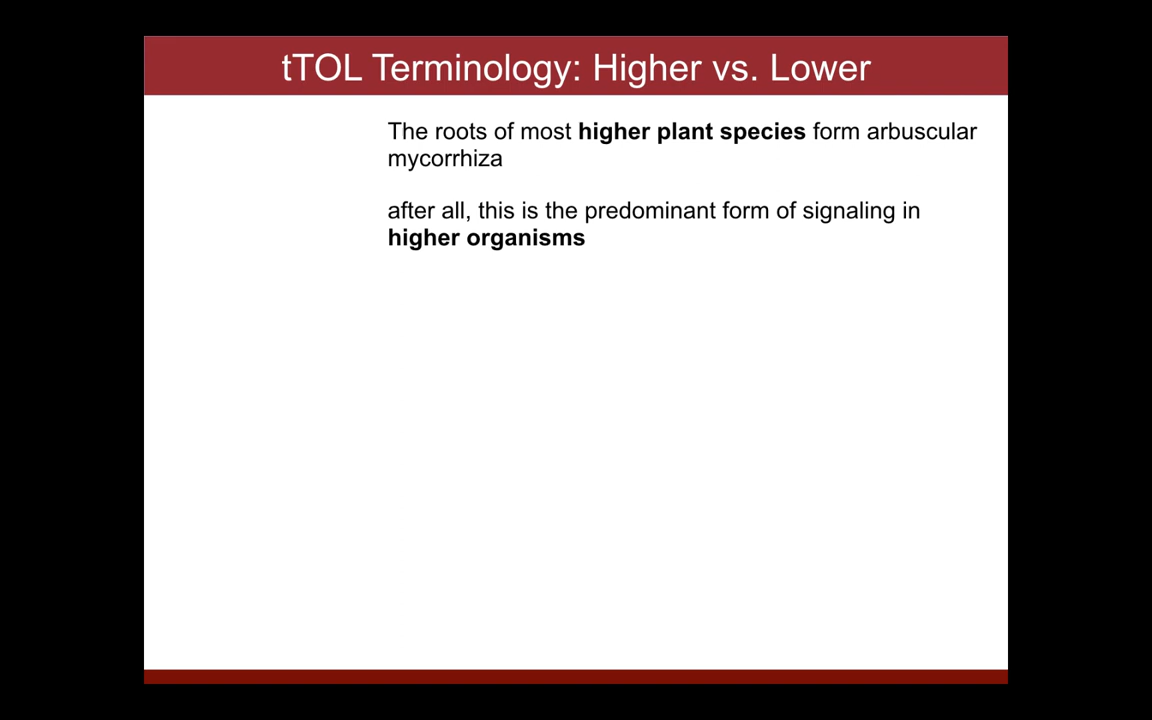 tTOL Terminology: Higher vs. Lower
The roots of most higher plant species form arbuscular
mycorrhiza
after all, this is the predominant form of signaling in
higher organisms